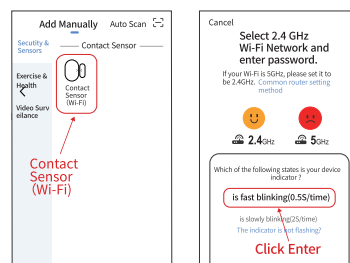 Add Manually
Auto Scan
Secutity &
Sensors
Contact Sensor
Exercise &
Health
Video Surv
eilance
Contact
Sensor
(Wi-Fi)
Contact
Sensor
(Wi-Fi)
Cancel
Select 2.4 GHz
Wi-Fi Network and
enter password.
If your Wi-Fi is 5GHz, please set it to
be 2.4GHz. Common router setting
method
2.4GHz
5GHz
Which of the following states is your device
indicator ?
is fast blinking(0.5S/time)
is slowly blinking(2S/time)
The indicator is not flashing?
Click Enter